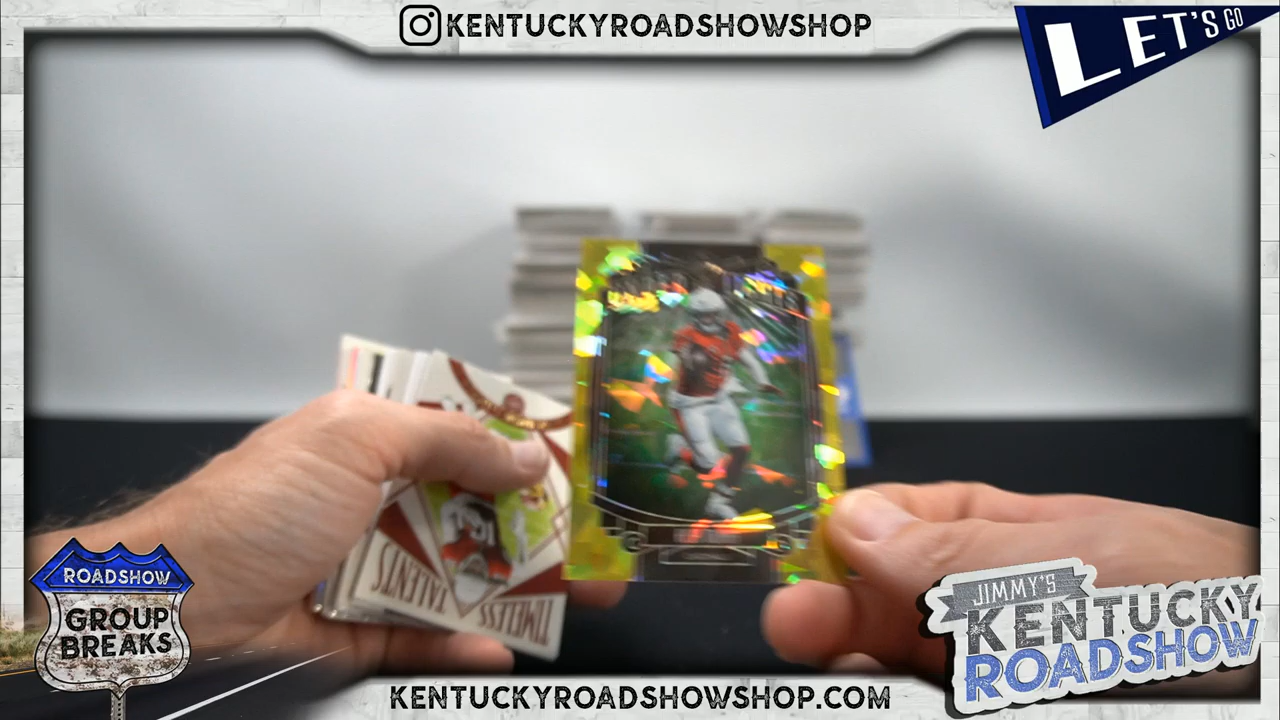 KENTUCKYROADSHOWSHOP
LET'S GO
TIMELESS
TALENTS
ROADSHOW
GROUP
BREAKS
JIMMY'S
KENTUCKY
ROADSHOW
KENTUCKYROADSHOWSHOP.COM